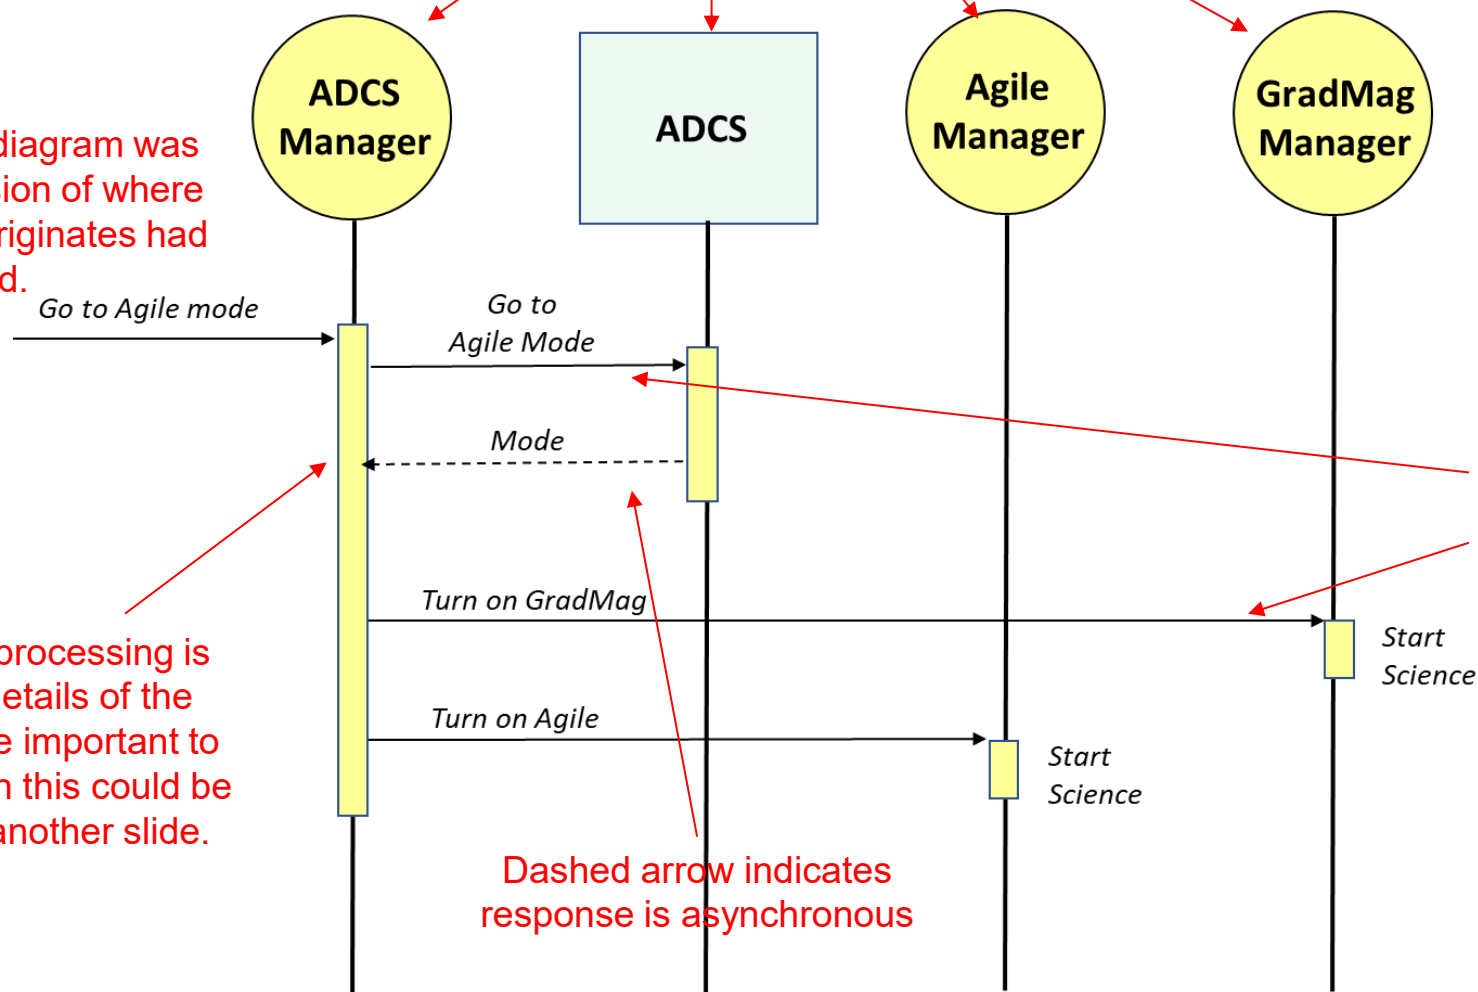 ADCS
Manager
ADCS
Agile
Manager
GradMag
Manager
diagram was
sion of where
riginates had
d.
Go to Agile mode
Go to
Agile Mode
Mode
Turn on GradMag
Start
Science
processing is
etails of the
e important to
n this could be
another slide.
Turn on Agile
Start
Science
Dashed arrow indicates
response is asynchronous